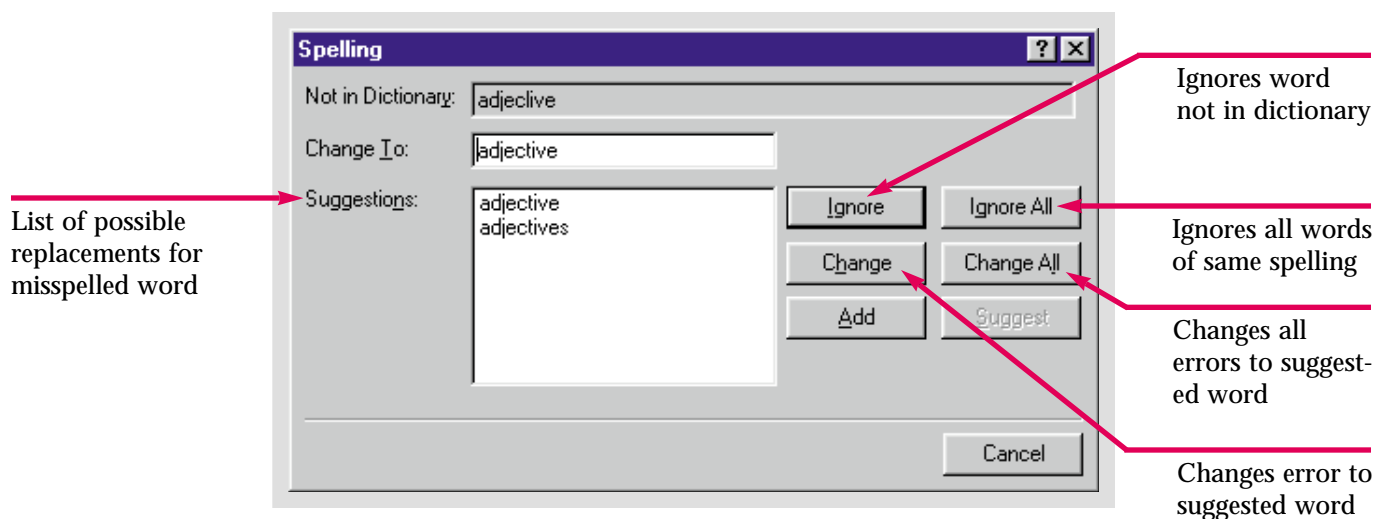 Spelling
Not in Dictionary: adjeclive
Change To: adjective
Suggestions:
adjective
adjectives
Ignore
Ignore All
Change
Change All
Add
Suggest
Cancel
List of possible
replacements for
misspelled word
Ignores word
not in dictionary
Ignores all words
of same spelling
Changes all
errors to suggest-
ed word
Changes error to
suggested word